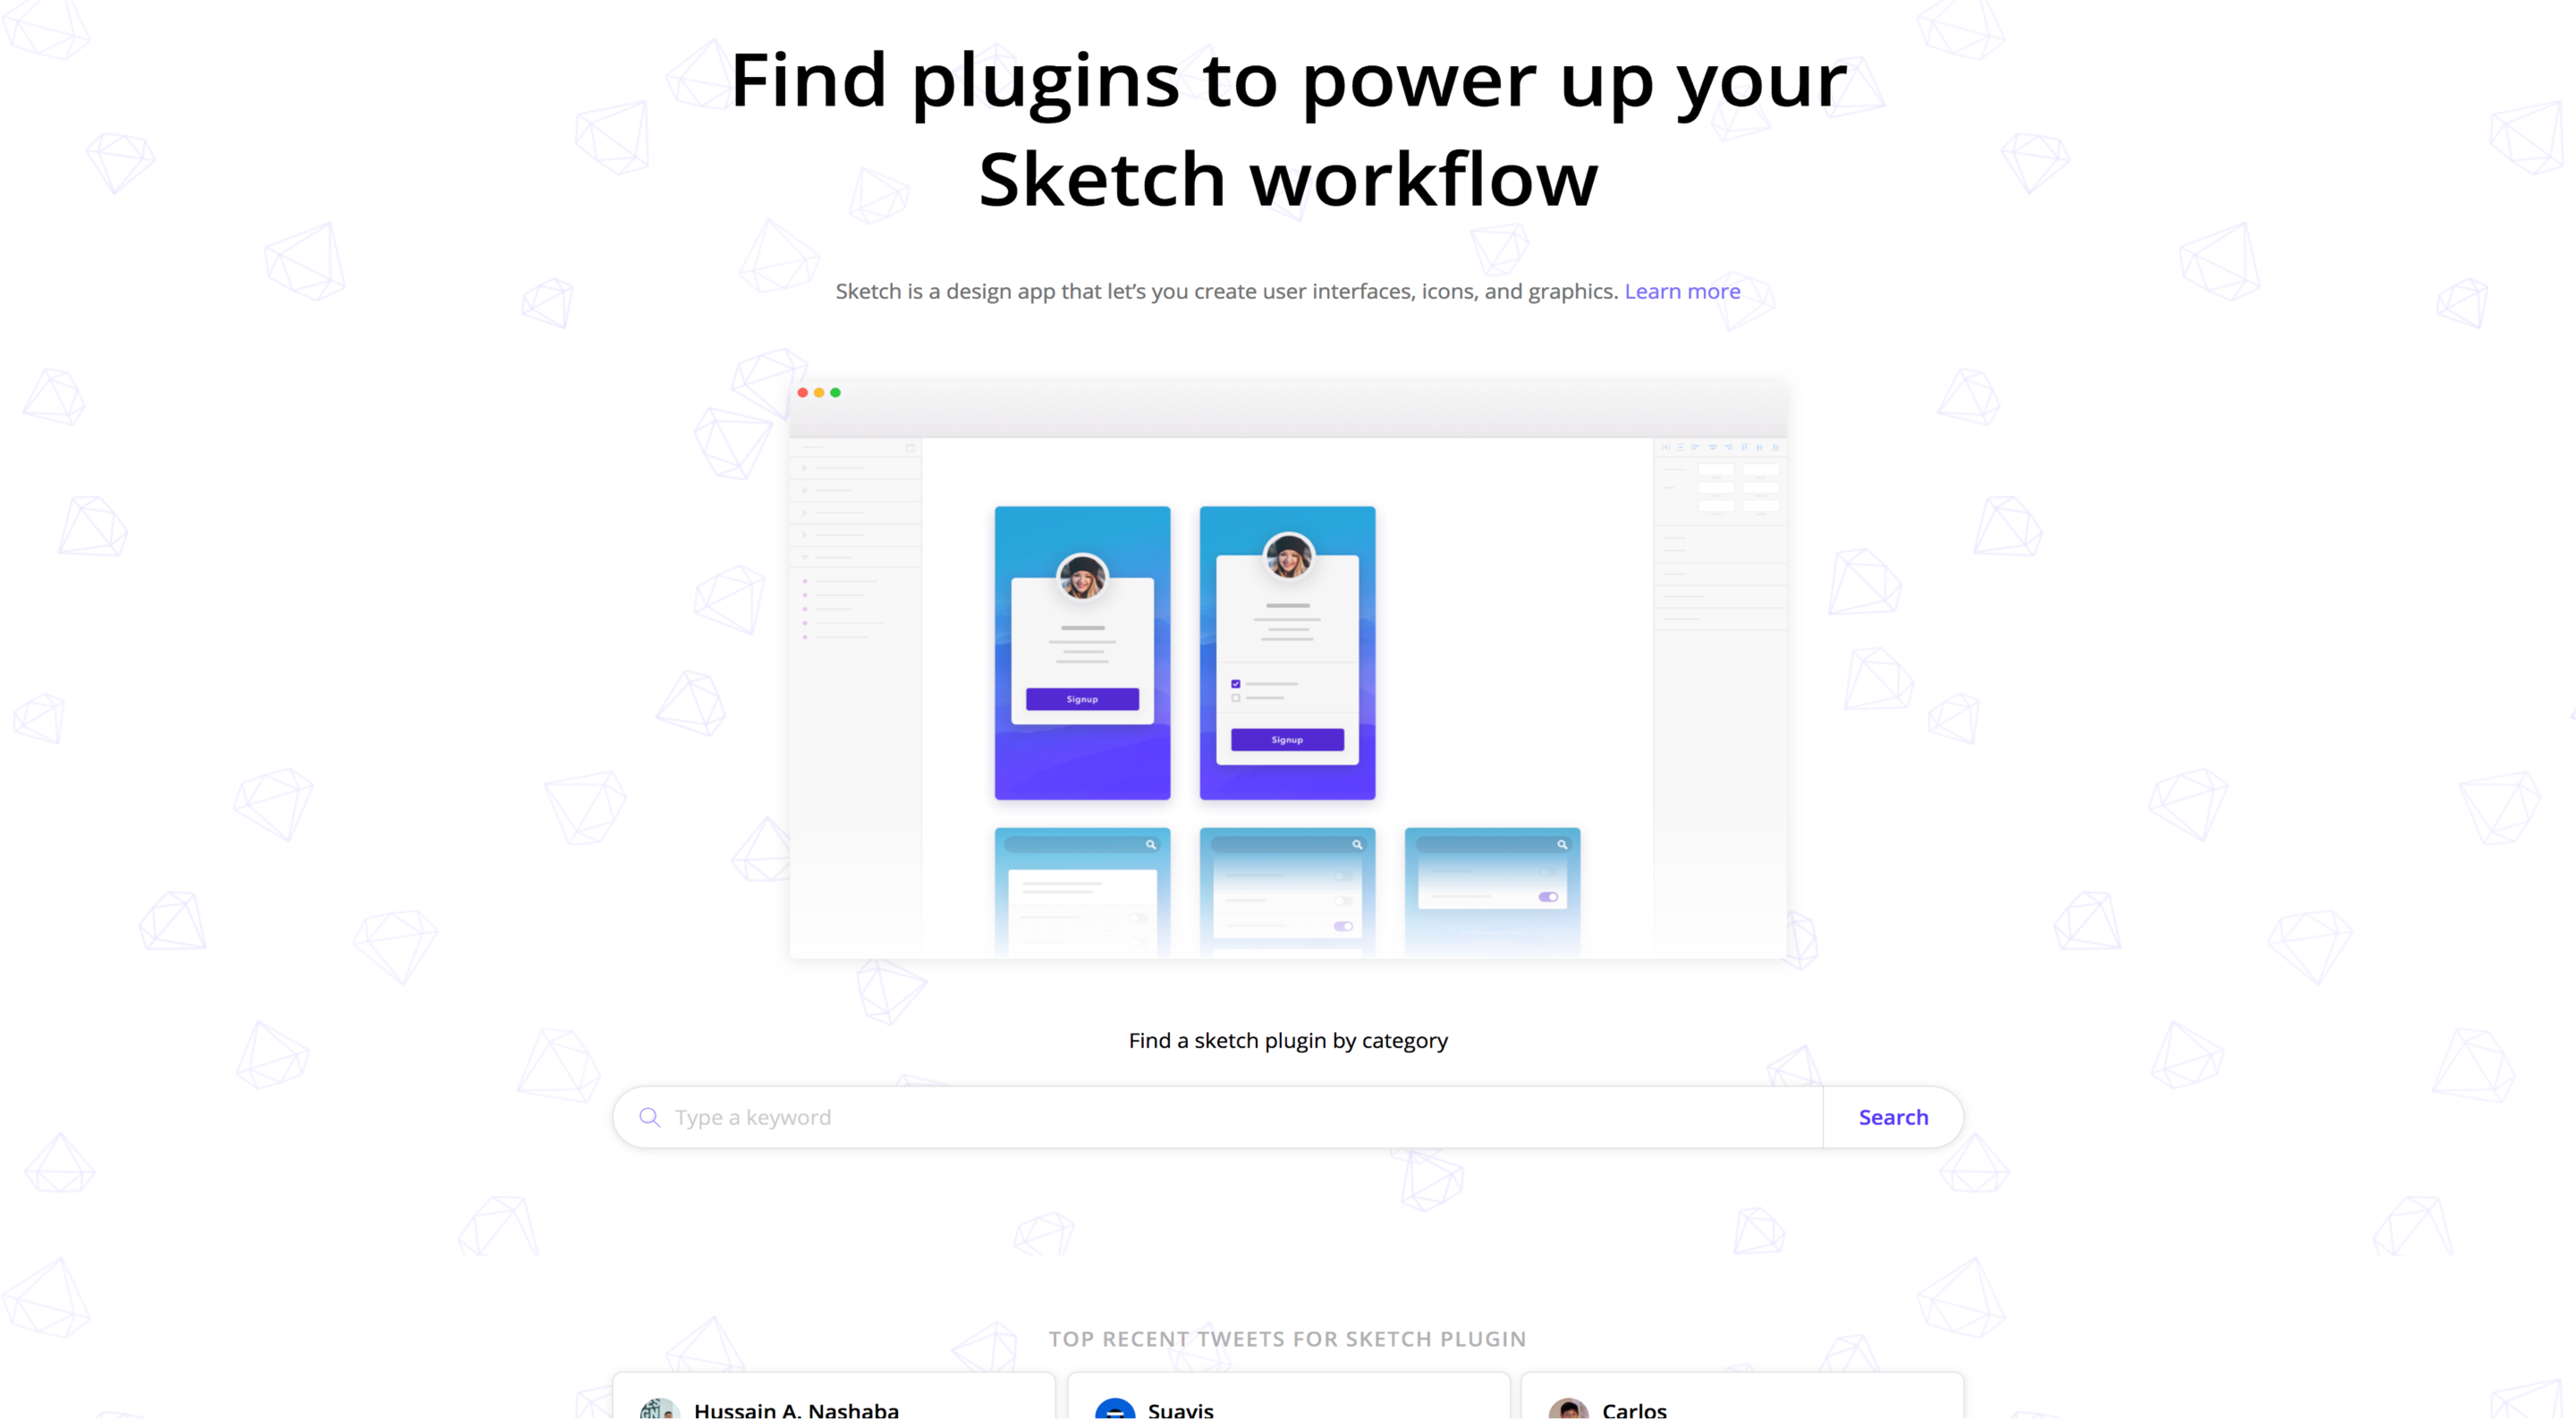 Find plugins to power up your
Sketch workflow
Sketch is a design app that let’s you create user interfaces, icons, and graphics. Learn more
Signup
Signup
Find a sketch plugin by category
Type a keyword
Search
TOP RECENT TWEETS FOR SKETCH PLUGIN
Hussain A. Nashaba
Suavis
Carlos